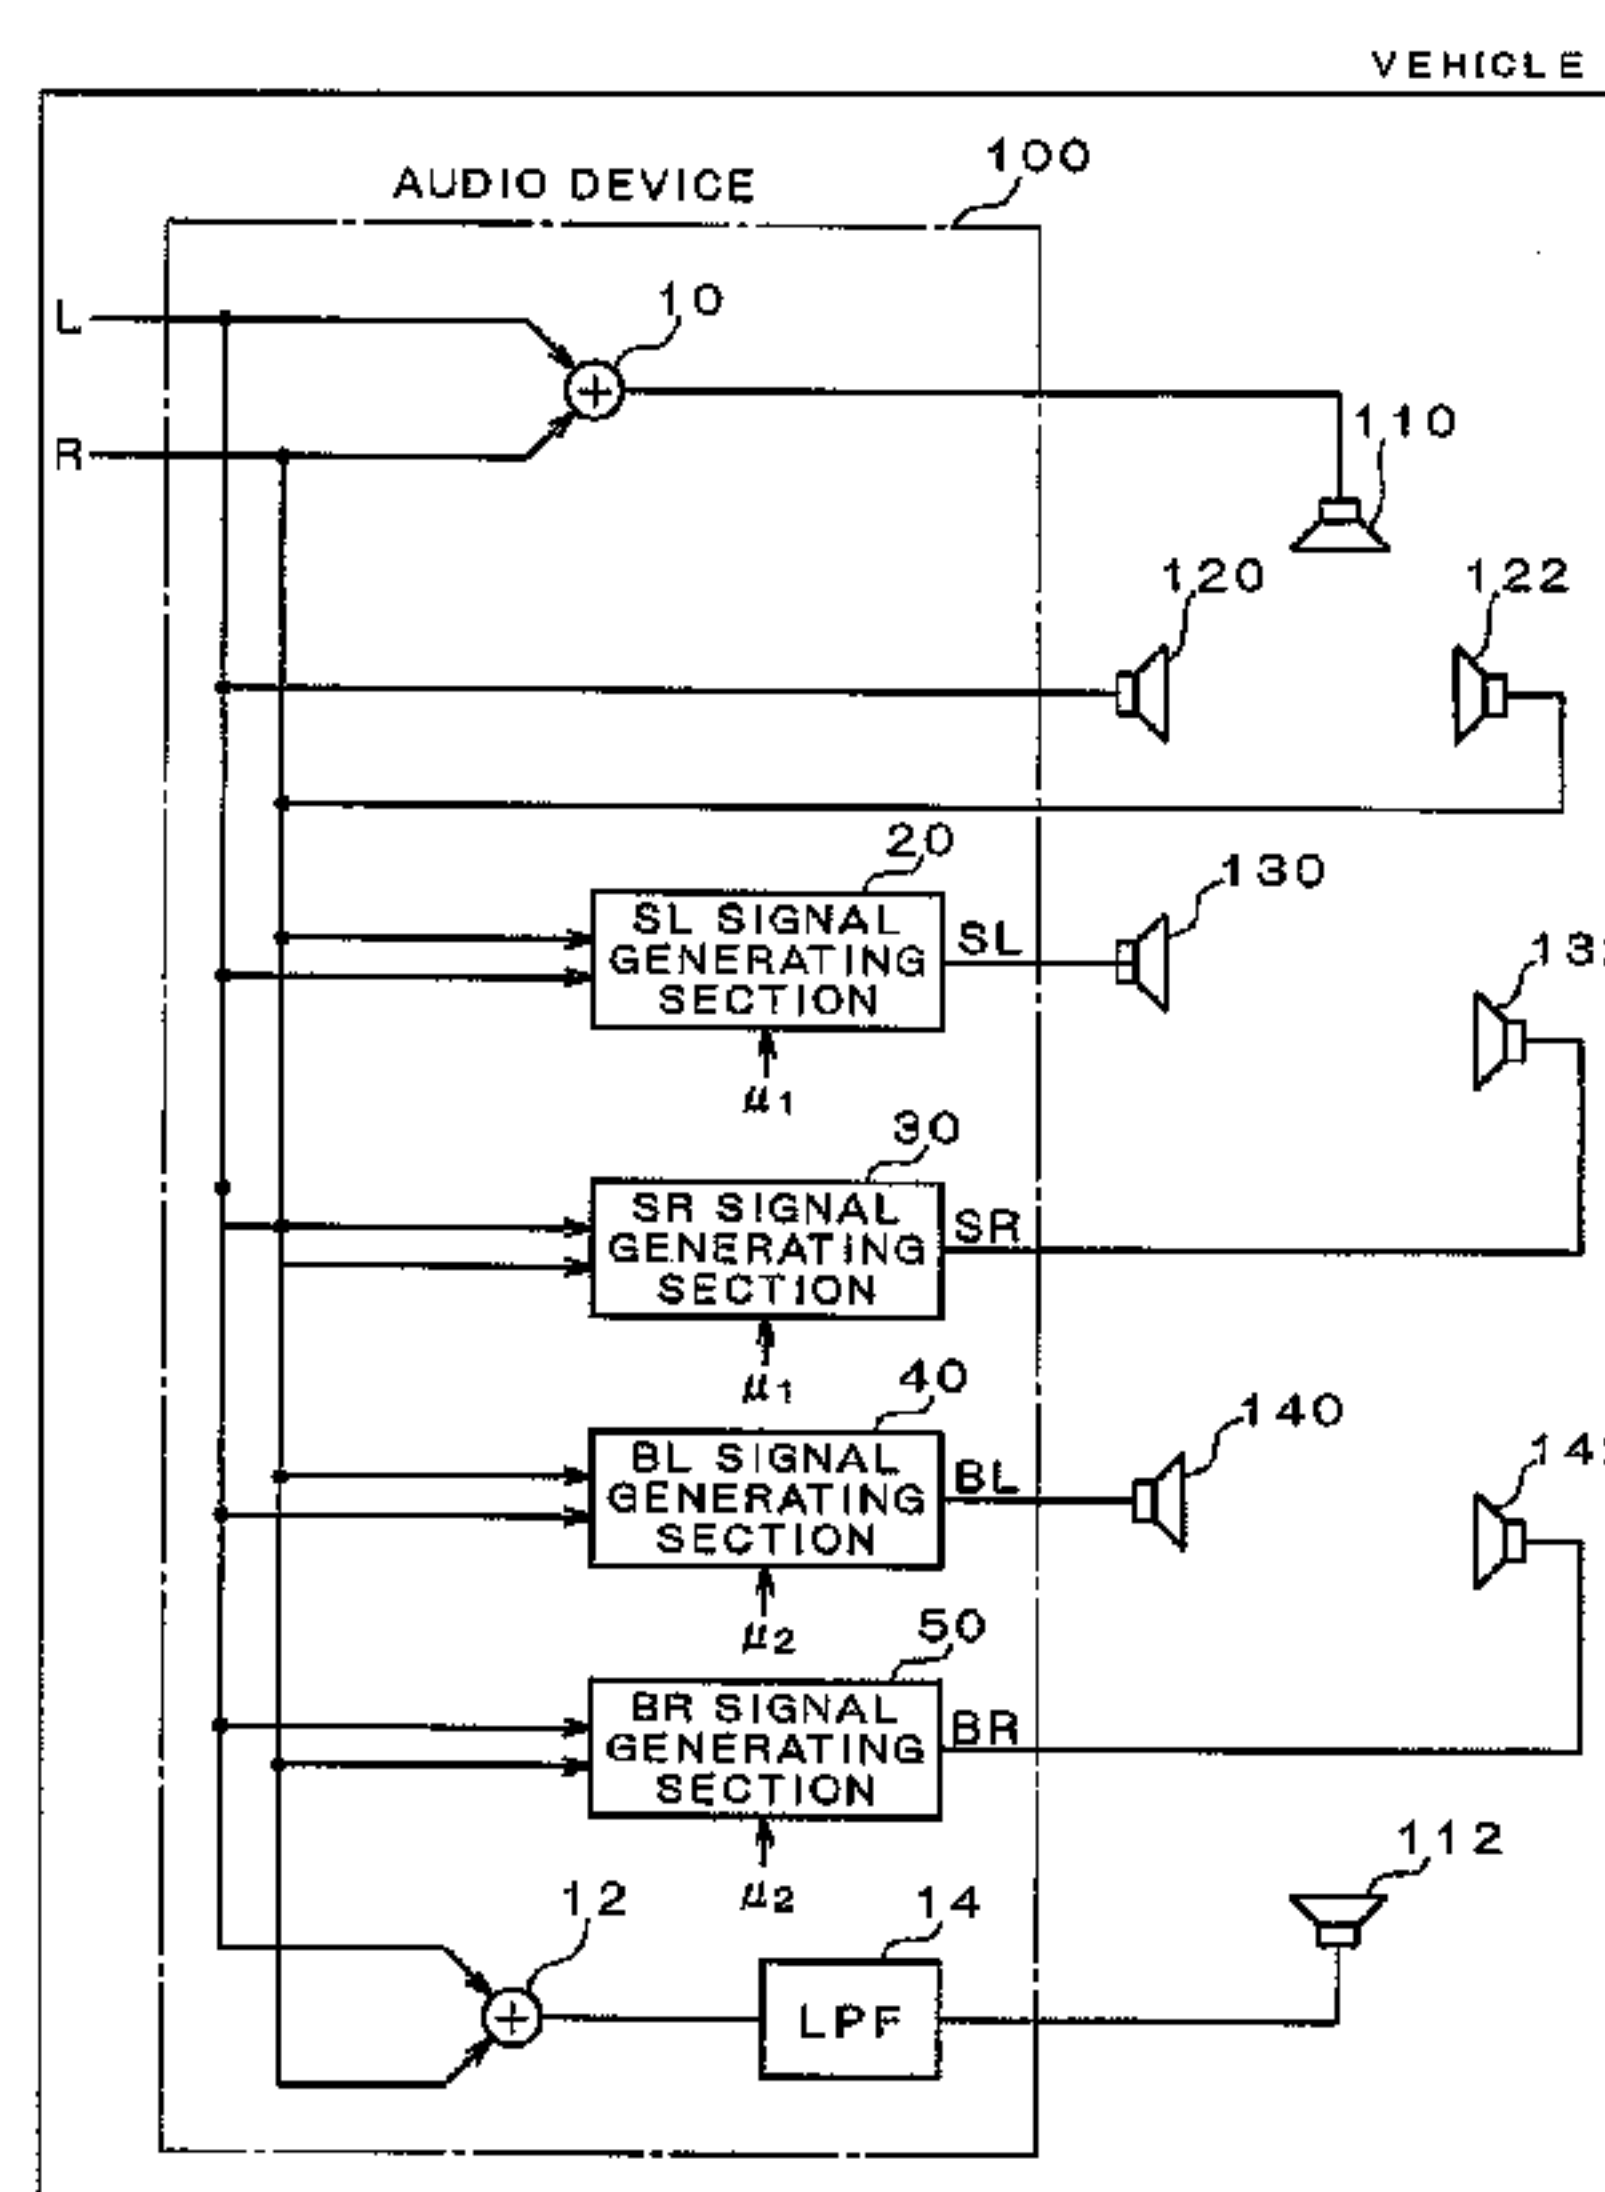 VEHICLE
AUDIO DEVICE
100
L
10
R
110
120
122
20
130
SL SIGNAL
GENERATING
SECTION
SL
μ1
30
SR SIGNAL
GENERATING
SECTION
SR
μ1
40
140
BL SIGNAL
GENERATING
SECTION
BL
μ2
50
BR SIGNAL
GENERATING
SECTION
BR
μ2
112
12
14
LPF